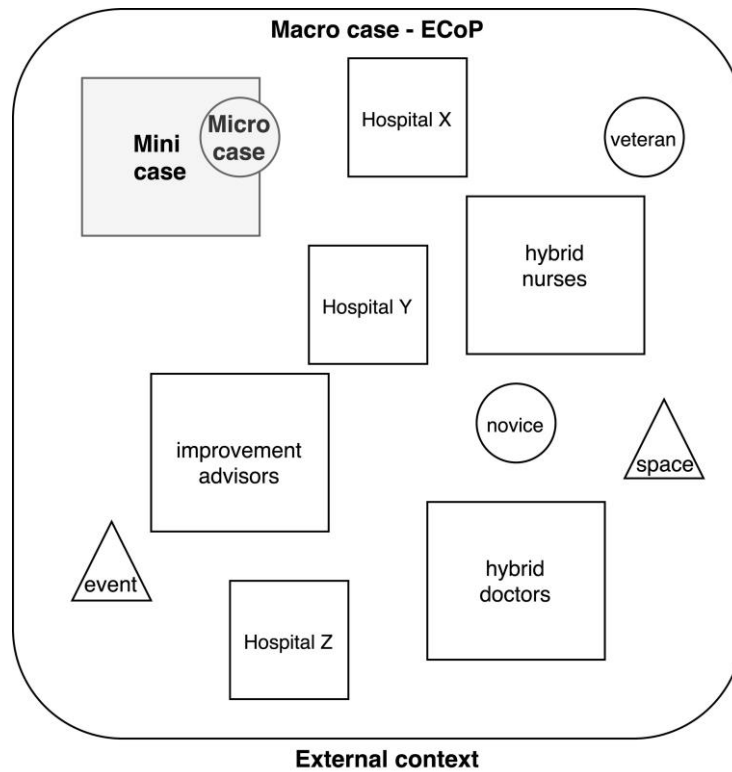 Macro case - ECoP
Mini
case
Micro
case
Hospital X
veteran
hybrid
nurses
Hospital Y
improvement
advisors
novice
space
event
hybrid
doctors
Hospital Z
External context